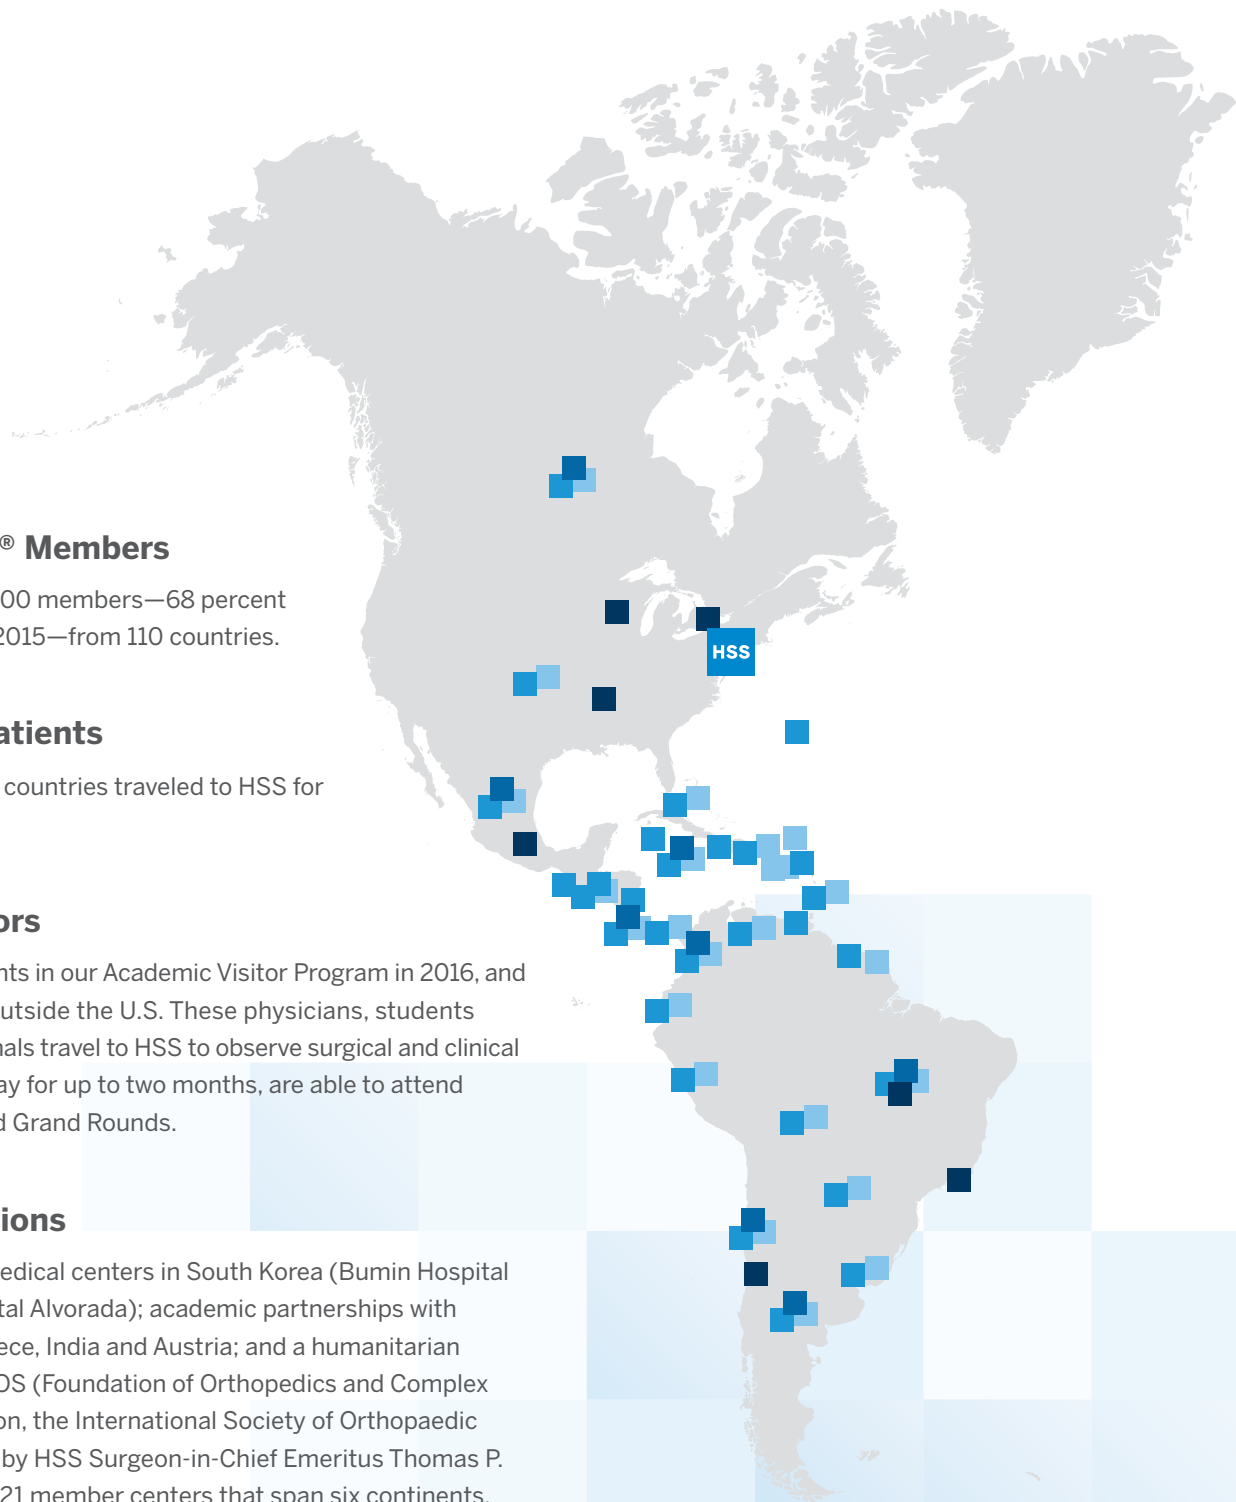 ® Members
00 members—68 percent
2015—from 110 countries.
HSS
atients
countries traveled to HSS for
ors
nts in our Academic Visitor Program in 2016, and
outside the U.S. These physicians, students
nals travel to HSS to observe surgical and clinical
ay for up to two months, are able to attend
d Grand Rounds.
ions
edical centers in South Korea (Bumin Hospital
tal Alvorada); academic partnerships with
ece, India and Austria; and a humanitarian
OS (Foundation of Orthopedics and Complex
on, the International Society of Orthopaedic
by HSS Surgeon-in-Chief Emeritus Thomas P.
21 member centers that span six continents.